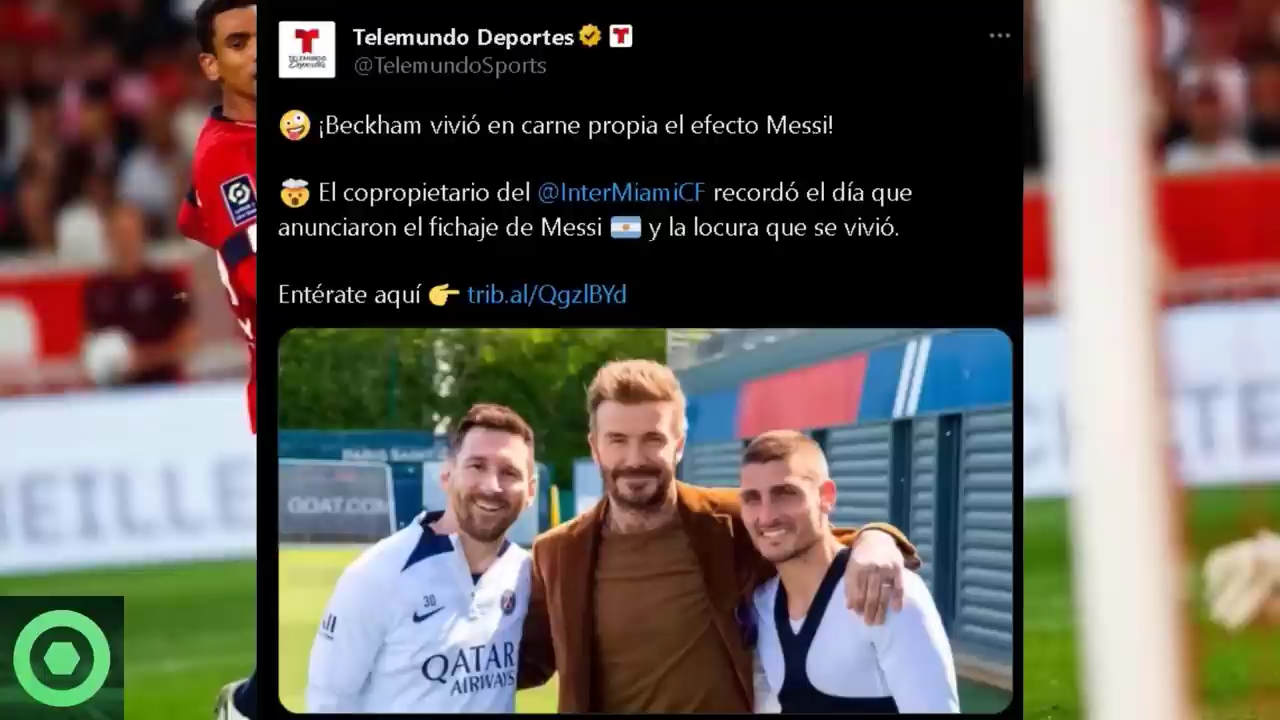 Telemundo Deportes
@TelemundoSports
¡Beckham vivió en carne propia el efecto Messi!
El copropietario del @InterMiamiCF recordó el día que
anunciaron el fichaje de Messi y la locura que se vivió.
Entérate aquí trib.al/QgzlBYd
GOAT.COM
30
QATAR
AIRWAYS